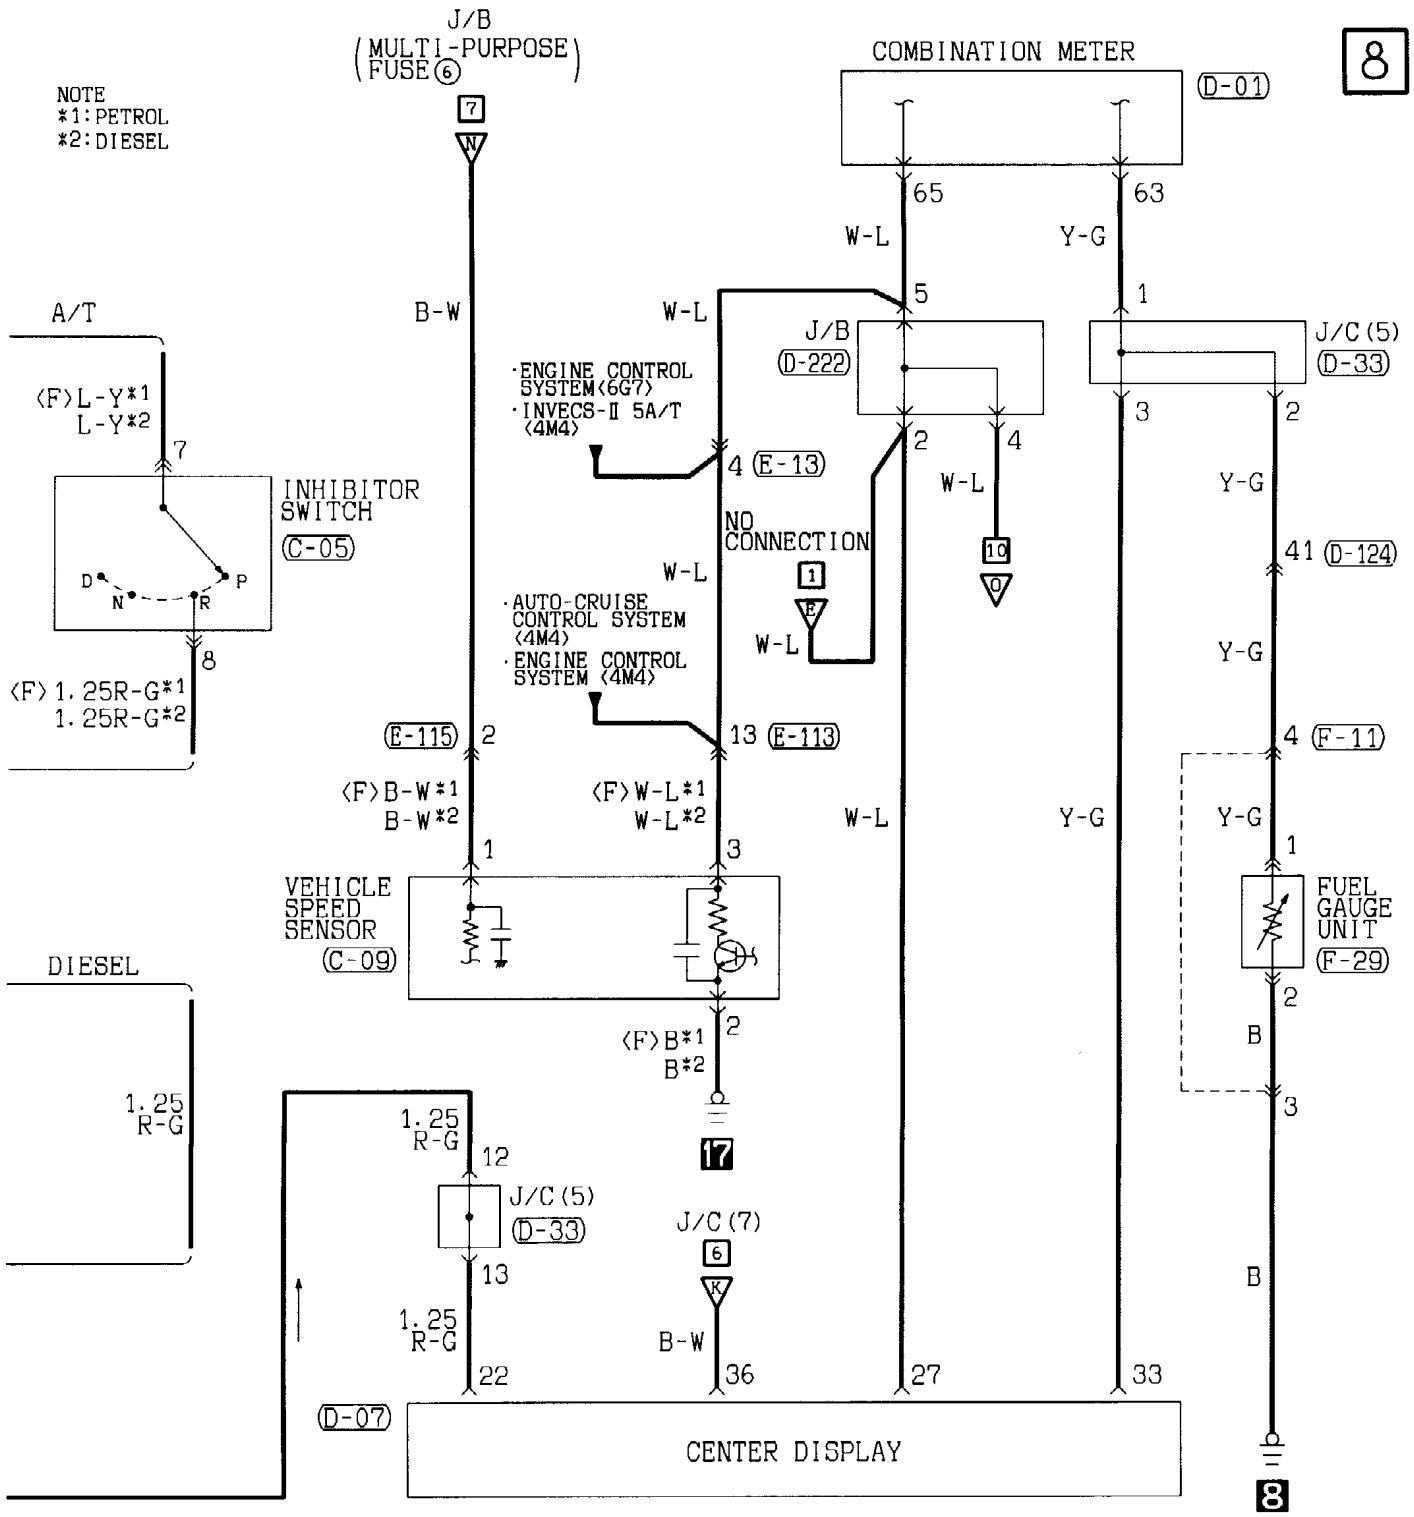 J/B
(MULTI-PURPOSE
FUSE⑥)
COMBINATION METER
8
(D-01)
NOTE
*1:PETROL
*2:DIESEL
7
N
65
63
W-L
Y-G
5
1
A/T
B-W
W-L
J/B
(D-222)
J/C(5)
(D-33)
·ENGINE CONTROL
SYSTEM<6G7>
·INVECS-Ⅱ 5A/T
<4M4>
<F>L-Y*1
L-Y*2
7
2
4
3
2
4 (E-13)
W-L
Y-G
INHIBITOR
SWITCH
(C-05)
NO
CONNECTION
10
O
41 (D-124)
D
N
R
P
W-L
1
E
·AUTO-CRUISE
CONTROL SYSTEM
<4M4>
·ENGINE CONTROL
SYSTEM <4M4>
W-L
Y-G
8
<F>1.25R-G*1
1.25R-G*2
(E-115) 2
13 (E-113)
4 (F-11)
<F>B-W*1
B-W*2
<F>W-L*1
W-L*2
W-L
Y-G
Y-G
1
3
1
VEHICLE
SPEED
SENSOR
(C-09)
FUEL
GAUGE
UNIT
(F-29)
DIESEL
2
2
<F>B*1
B*2
B
1.25
R-G
1.25
R-G
3
12
17
J/C(5)
(D-33)
J/C(7)
6
K
13
B
1.25
R-G
B-W
22
36
27
33
(D-07)
CENTER DISPLAY
8